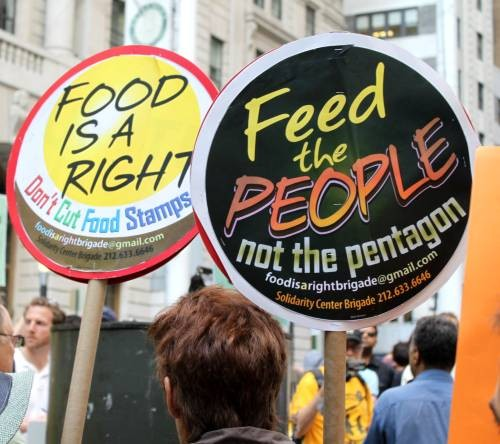 FOOD
IS A
RIGHT
Don't Cut Food Stamps
foodisarightbrigade@gmail.com
Solidarity Center Brigade 212.633.6646
Feed
the
PEOPLE
not the pentagon
foodisarightbrigade@gmail.com
Solidarity Center Brigade 212.633.6646